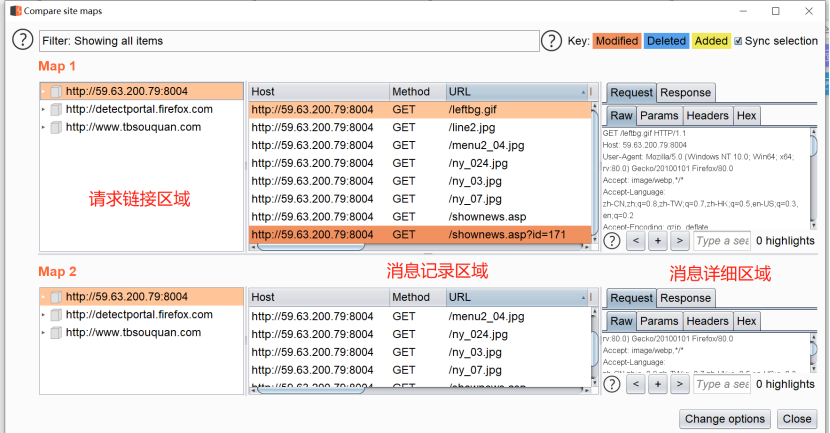 Compare site maps
Filter: Showing all items
Key: Modified Deleted Added Sync selection
Map 1
http://59.63.200.79:8004
http://detectportal.firefox.com
http://www.tbsouquan.com
请求链接区域
Host Method URL
http://59.63.200.79:8004 GET /leftbg.gif
http://59.63.200.79:8004 GET /line2.jpg
http://59.63.200.79:8004 GET /menu2_04.jpg
http://59.63.200.79:8004 GET /ny_024.jpg
http://59.63.200.79:8004 GET /ny_03.jpg
http://59.63.200.79:8004 GET /ny_07.jpg
http://59.63.200.79:8004 GET /shownews.asp
http://59.63.200.79:8004 GET /shownews.asp?id=171
Request Response
Raw Params Headers Hex
GET /leftbg.gif HTTP/1.1
Host: 59.63.200.79:8004
User-Agent: Mozilla/5.0 (Windows NT 10.0; Win64; x64;
rv:80.0) Gecko/20100101 Firefox/80.0
Accept: image/webp,*/*
Accept-Language:
zh-CN,zh;q=0.8,zh-TW;q=0.7,zh-HK;q=0.5,en-US;q=0.3,
en;q=0.2
Accept-Encoding: gzip, deflate
? < + > Type a sea 0 highlights
Map 2
消息记录区域
消息详细区域
http://59.63.200.79:8004
http://detectportal.firefox.com
http://www.tbsouquan.com
Host Method URL
http://59.63.200.79:8004 GET /menu2_04.jpg
http://59.63.200.79:8004 GET /ny_024.jpg
http://59.63.200.79:8004 GET /ny_03.jpg
http://59.63.200.79:8004 GET /ny_07.jpg
http://59.63.200.79:8004 GET /shownews.asp
Request Response
Raw Params Headers Hex
rv:80.0) Gecko/20100101 Firefox/80.0
Accept: image/webp,*/*
Accept-Language:
? < + > Type a sea 0 highlights
Change options Close